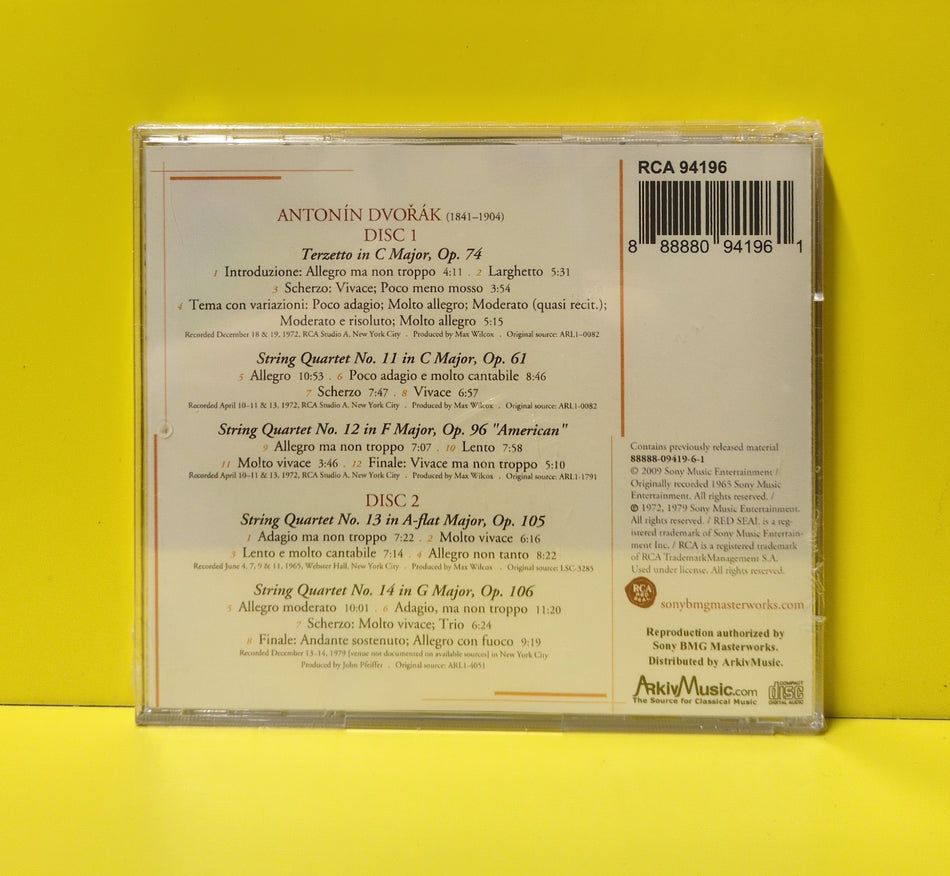 ANTONÍN DVOŘÁK (1841–1904)
DISC 1
Terzetto in C Major, Op. 74
1 Introduzione: Allegro ma non troppo 4:11 . 2 Larghetto 5:31
3 Scherzo: Vivace; Poco meno mosso 3:54
4 Tema con variazioni: Poco adagio; Molto allegro; Moderato (quasi recit.);
Moderato e risoluto; Molto allegro 5:15
Recorded December 18 & 19, 1972, RCA Studio A, New York City . Produced by Max Wilcox . Original source: ARL1-0082
String Quartet No. 11 in C Major, Op. 61
5 Allegro 10:53 . 6 Poco adagio e molto cantabile 8:46
7 Scherzo 7:47 . 8 Vivace 6:57
Recorded April 10–11 & 13, 1972, RCA Studio A, New York City . Produced by Max Wilcox . Original source: ARL1-0082
String Quartet No. 12 in F Major, Op. 96 "American"
9 Allegro ma non troppo 7:07 . 10 Lento 7:58
11 Molto vivace 3:46 . 12 Finale: Vivace ma non troppo 5:10
Recorded April 10–11 & 13, 1972, RCA Studio A, New York City . Produced by Max Wilcox . Original source: ARL1-1791
DISC 2
String Quartet No. 13 in A-flat Major, Op. 105
1 Adagio ma non troppo 7:22 . 2 Molto vivace 6:16
3 Lento e molto cantabile 7:14 . 4 Allegro non tanto 8:22
Recorded June 4, 7, 9 & 11, 1965, Webster Hall, New York City . Produced by Max Wilcox . Original source: LSC-3285
String Quartet No. 14 in G Major, Op. 106
5 Allegro moderato 10:01 . 6 Adagio, ma non troppo 11:20
7 Scherzo: Molto vivace; Trio 6:24
8 Finale: Andante sostenuto; Allegro con fuoco 9:19
Recorded December 13–14, 1979 [venue not documented on available sources] in New York City
Produced by John Pfeiffer . Original source: ARL1-4051
RCA 94196
8 88880 94196 1
Contains previously released material
88888-09419-6-1
© 2009 Sony Music Entertainment /
Originally recorded 1965 Sony Music
Entertainment. All rights reserved. /
℗ 1972, 1979 Sony Music Entertainment.
All rights reserved. / RED SEAL is a reg-
istered trademark of Sony Music Entertain-
ment Inc. / RCA is a registered trademark
of RCA TrademarkManagement S.A.
Used under license. All rights reserved.
RCA
RED
SEAL
sonybmgmasterworks.com
Reproduction authorized by
Sony BMG Masterworks.
Distributed by ArkivMusic.
ArkivMusic.com
The Source for Classical Music
COMPACT
disc
DIGITAL AUDIO